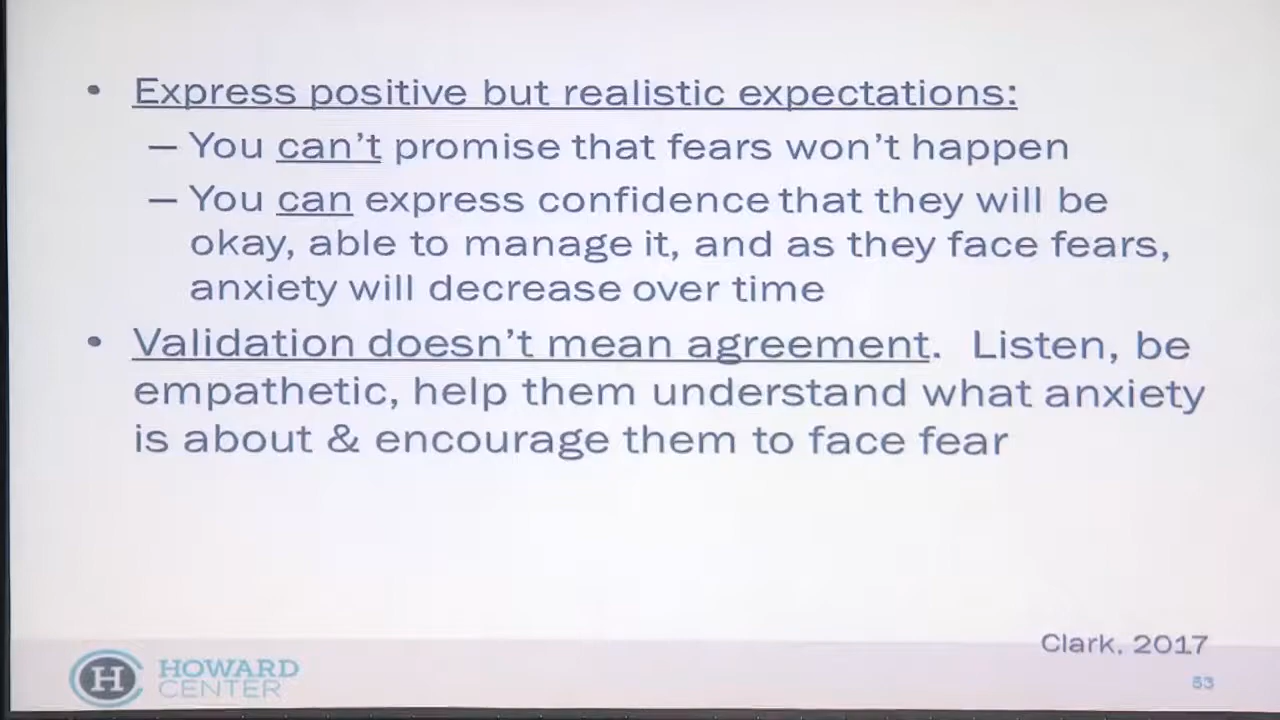 • Express positive but realistic expectations:
– You can't promise that fears won't happen
– You can express confidence that they will be
okay, able to manage it, and as they face fears,
anxiety will decrease over time
• Validation doesn't mean agreement. Listen, be
empathetic, help them understand what anxiety
is about & encourage them to face fear
Clark, 2017
H HOWARD
CENTER
53